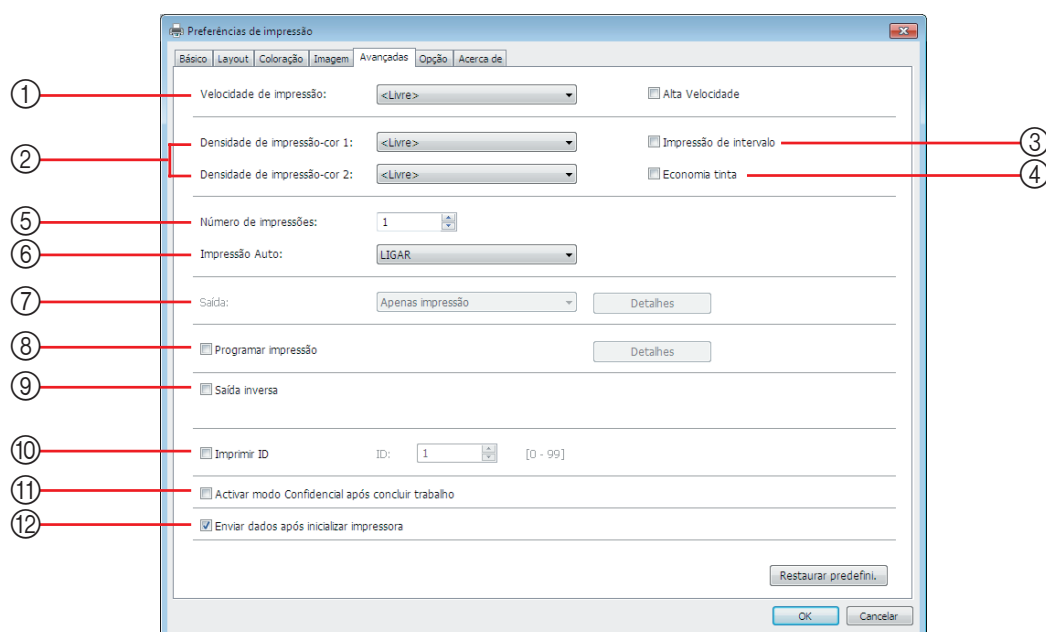 Preferências de impressão
Básico Layout Coloração Imagem Avançadas Opção Acerca de
① Velocidade de impressão: <Livre> Alta Velocidade
② Densidade de impressão-cor 1: <Livre> Impressão de intervalo ③
Densidade de impressão-cor 2: <Livre> Economia tinta ④
⑤ Número de impressões: 1
⑥ Impressão Auto: LIGAR
⑦ Saída: Apenas impressão Detalhes
⑧ Programar impressão Detalhes
⑨ Saída inversa
⑩ Imprimir ID ID: 1 [0 - 99]
⑪ Activar modo Confidencial após concluir trabalho
⑫ Enviar dados após inicializar impressora
Restaurar predefini.
OK Cancelar